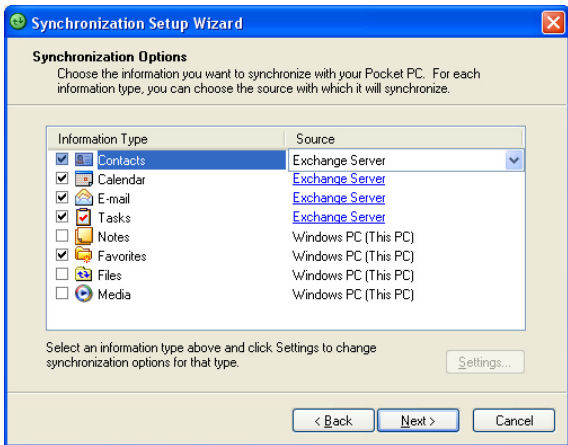 Synchronization Setup Wizard
Synchronization Options
Choose the information you want to synchronize with your Pocket PC. For each
information type, you can choose the source with which it will synchronize.
Information Type Source
Contacts Exchange Server
Calendar Exchange Server
E-mail Exchange Server
Tasks Exchange Server
Notes Windows PC (This PC)
Favorites Windows PC (This PC)
Files Windows PC (This PC)
Media Windows PC (This PC)
Select an information type above and click Settings to change
synchronization options for that type.
Settings...
< Back Next > Cancel